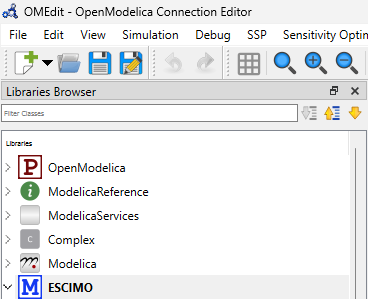 OMEdit - OpenModelica Connection Editor
File Edit View Simulation Debug SSP Sensitivity Optim
Libraries Browser
Filter Classes
Libraries
P OpenModelica
i ModelicaReference
ModelicaServices
C Complex
m Modelica
M ESCIMO